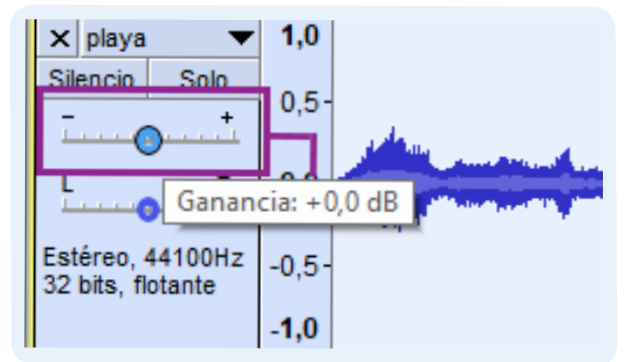 × playa 1,0
Silencio Solo
0,5-
- +
L
Ganancia: +0,0 dB
Estéreo, 44100Hz -0,5-
32 bits, flotante
-1,0